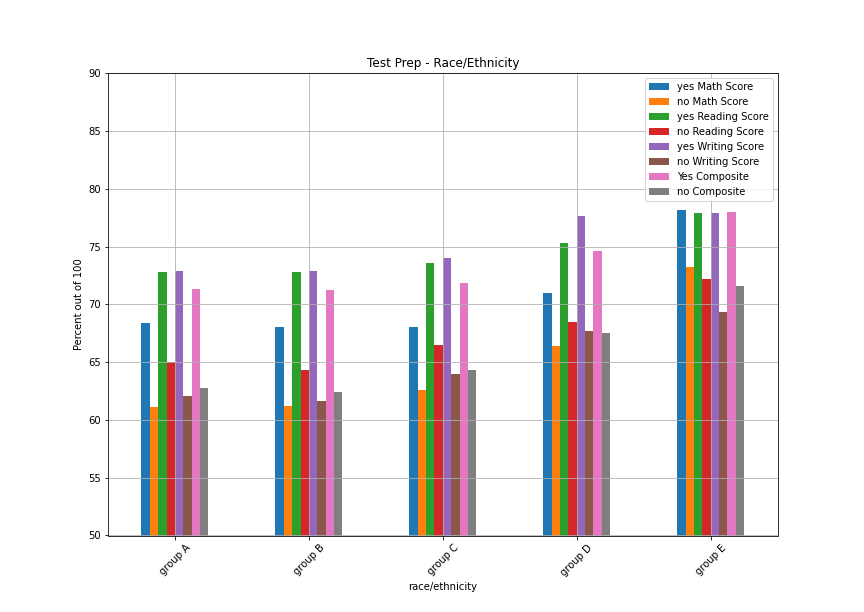 Test Prep - Race/Ethnicity
90
85
80
75
70
65
60
55
50
Percent out of 100
yes Math Score
no Math Score
yes Reading Score
no Reading Score
yes Writing Score
no Writing Score
Yes Composite
no Composite
group A
group B
group C
group D
group E
race/ethnicity